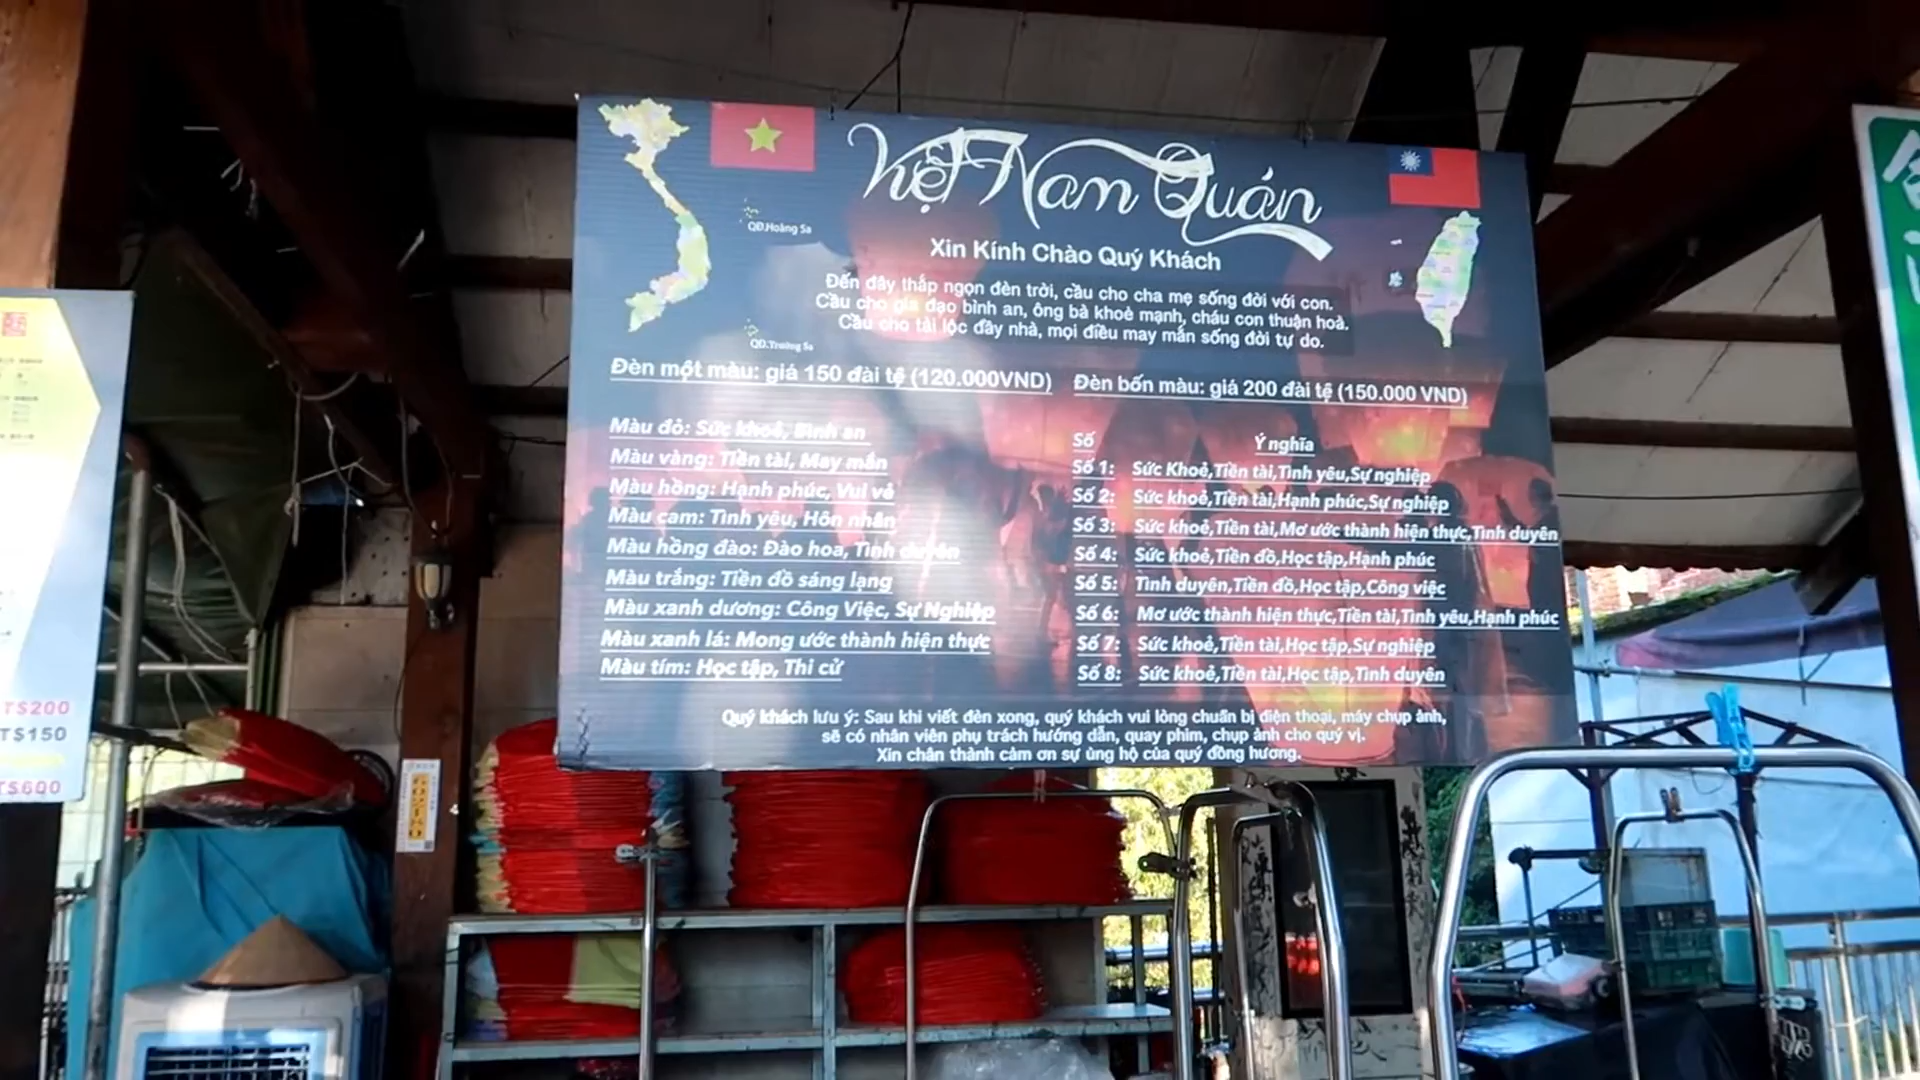 Việt Nam Quán
QĐ.Hoàng Sa
Xin Kính Chào Quý Khách
Đến đây thắp ngọn đèn trời, cầu cho cha mẹ sống đời với con.
Cầu cho gia đạo bình an, ông bà khoẻ mạnh, cháu con thuận hoà.
Cầu cho tài lộc đầy nhà, mọi điều may mắn sống đời tự do.
QĐ.Trường Sa
Đèn một màu: giá 150 đài tệ (120.000VND)
Đèn bốn màu: giá 200 đài tệ (150.000 VND)
Màu đỏ: Sức khoẻ, Bình an
Màu vàng: Tiền tài, May mắn
Màu hồng: Hạnh phúc, Vui vẻ
Màu cam: Tình yêu, Hôn nhân
Màu hồng đào: Đào hoa, Tình duyên
Màu trắng: Tiền đồ sáng lạng
Màu xanh dương: Công Việc, Sự Nghiệp
Màu xanh lá: Mong ước thành hiện thực
Màu tím: Học tập, Thi cử
Số Ý nghĩa
Số 1: Sức Khoẻ,Tiền tài,Tình yêu,Sự nghiệp
Số 2: Sức khoẻ,Tiền tài,Hạnh phúc,Sự nghiệp
Số 3: Sức khoẻ,Tiền tài,Mơ ước thành hiện thực,Tình duyên
Số 4: Sức khoẻ,Tiền đồ,Học tập,Hạnh phúc
Số 5: Tình duyên,Tiền đồ,Học tập,Công việc
Số 6: Mơ ước thành hiện thực,Tiền tài,Tình yêu,Hạnh phúc
Số 7: Sức khoẻ,Tiền tài,Học tập,Sự nghiệp
Số 8: Sức khoẻ,Tiền tài,Học tập,Tình duyên
Quý khách lưu ý: Sau khi viết đèn xong, quý khách vui lòng chuẩn bị điện thoại, máy chụp ảnh,
sẽ có nhân viên phụ trách hướng dẫn, quay phim, chụp ảnh cho quý vị.
Xin chân thành cảm ơn sự ủng hộ của quý đồng hương.
T$200
T$150
T$600